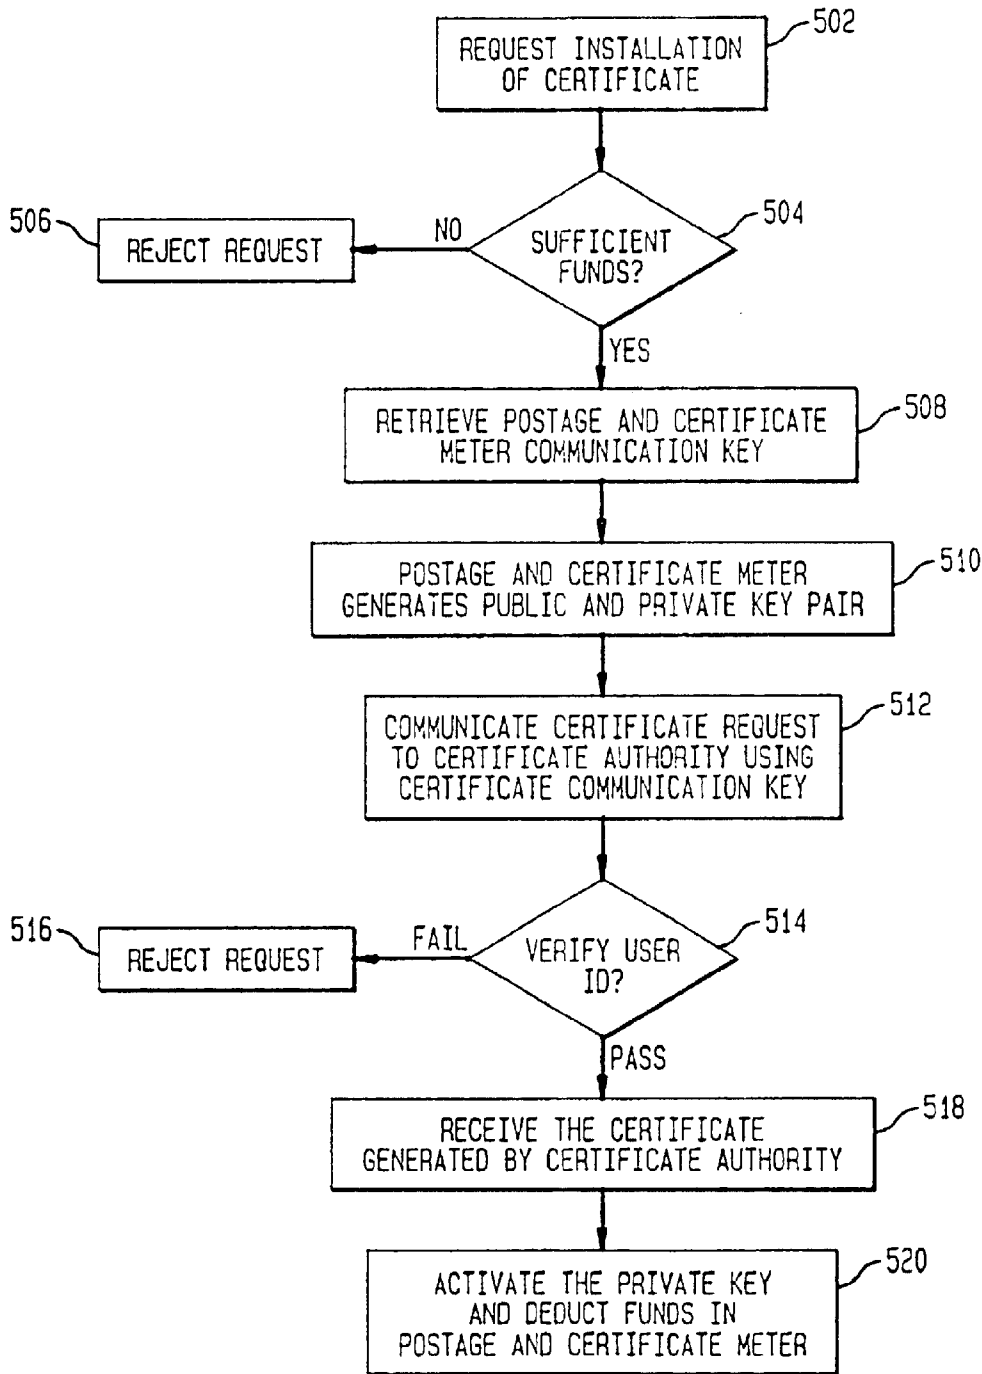 502
REQUEST INSTALLATION
OF CERTIFICATE
504
506
NO
SUFFICIENT
FUNDS?
REJECT REQUEST
YES
508
RETRIEVE POSTAGE AND CERTIFICATE
METER COMMUNICATION KEY
510
POSTAGE AND CERTIFICATE METER
GENERATES PUBLIC AND PRIVATE KEY PAIR
512
COMMUNICATE CERTIFICATE REQUEST
TO CERTIFICATE AUTHORITY USING
CERTIFICATE COMMUNICATION KEY
514
516
FAIL
VERIFY USER
ID?
REJECT REQUEST
PASS
518
RECEIVE THE CERTIFICATE
GENERATED BY CERTIFICATE AUTHORITY
520
ACTIVATE THE PRIVATE KEY
AND DEDUCT FUNDS IN
POSTAGE AND CERTIFICATE METER